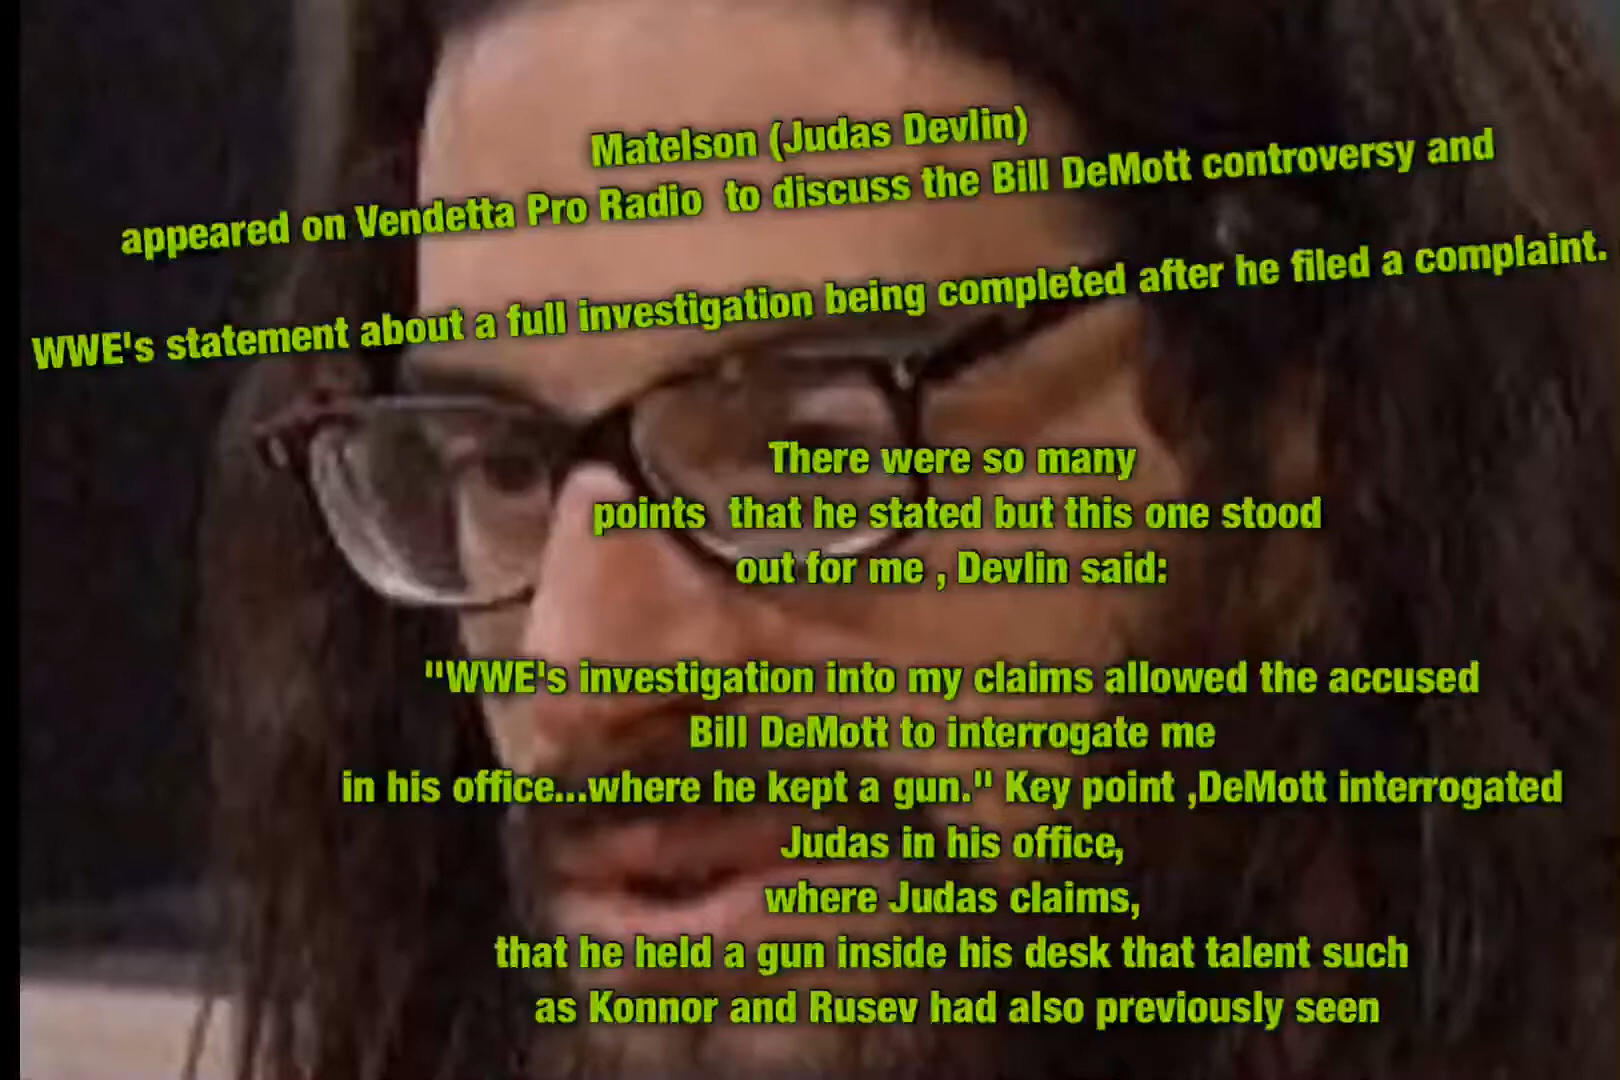 Matelson (Judas Devlin)
appeared on Vendetta Pro Radio to discuss the Bill DeMott controversy and
WWE's statement about a full investigation being completed after he filed a complaint.
There were so many
points that he stated but this one stood
out for me , Devlin said:
"WWE's investigation into my claims allowed the accused
Bill DeMott to interrogate me
in his office...where he kept a gun." Key point ,DeMott interrogated
Judas in his office,
where Judas claims,
that he held a gun inside his desk that talent such
as Konnor and Rusev had also previously seen